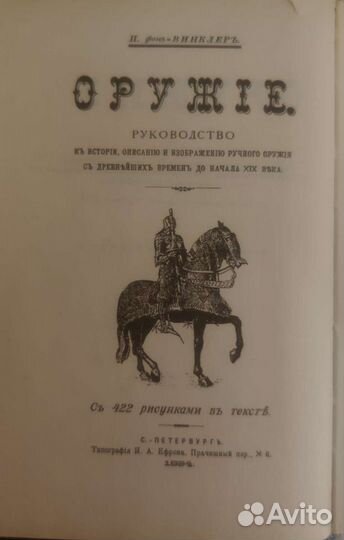 П. фонъ-ВИНКЛЕРЪ.
ОРУЖІЕ.
РУКОВОДСТВО
КЪ ИСТОРІИ, ОПИСАНІЮ И ИЗОБРАЖЕНІЮ РУЧНОГО ОРУЖІЯ
СЪ ДРЕВНѢЙШИХЪ ВРЕМЕНЪ ДО НАЧАЛА XIX ВѢКА.
Съ 422 рисунками въ текстѣ.
С.-ПЕТЕРБУРГЪ.
Типографія И. А. Ефрона. Прачешный пер., № 6.
1894.
Avito